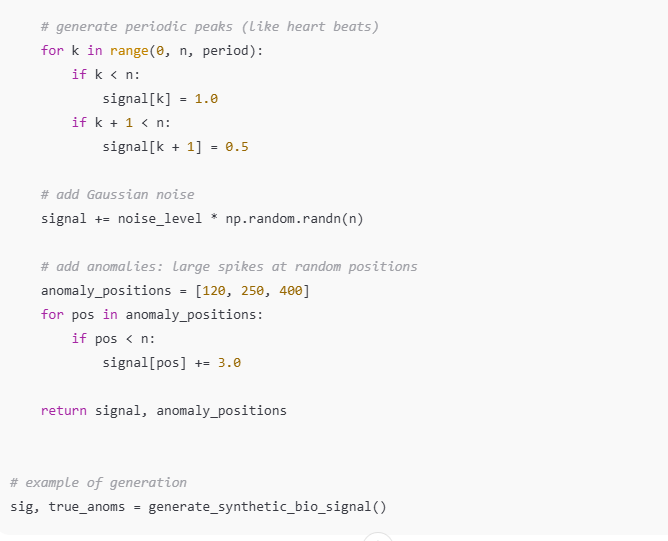 # generate periodic peaks (like heart beats)
for k in range(0, n, period):
    if k < n:
        signal[k] = 1.0
    if k + 1 < n:
        signal[k + 1] = 0.5

# add Gaussian noise
signal += noise_level * np.random.randn(n)

# add anomalies: large spikes at random positions
anomaly_positions = [120, 250, 400]
for pos in anomaly_positions:
    if pos < n:
        signal[pos] += 3.0

return signal, anomaly_positions

# example of generation
sig, true_anoms = generate_synthetic_bio_signal()